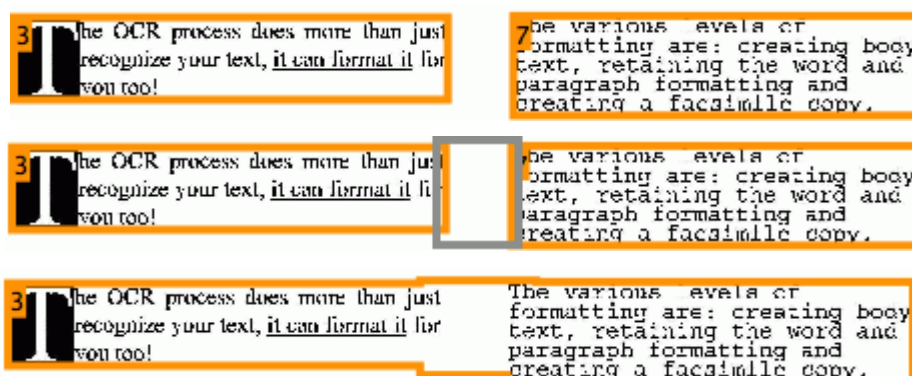 3 The OCR process does more than just
recognize your text, it can format it for
you too!
7 The various levels of
formatting are: creating body
text, retaining the word and
paragraph formatting and
creating a facsimile copy.
3 The OCR process does more than just
recognize your text, it can format it for
you too!
The various levels of
formatting are: creating body
text, retaining the word and
paragraph formatting and
creating a facsimile copy.
3 The OCR process does more than just
recognize your text, it can format it for
you too!
The various levels of
formatting are: creating body
text, retaining the word and
paragraph formatting and
creating a facsimile copy.